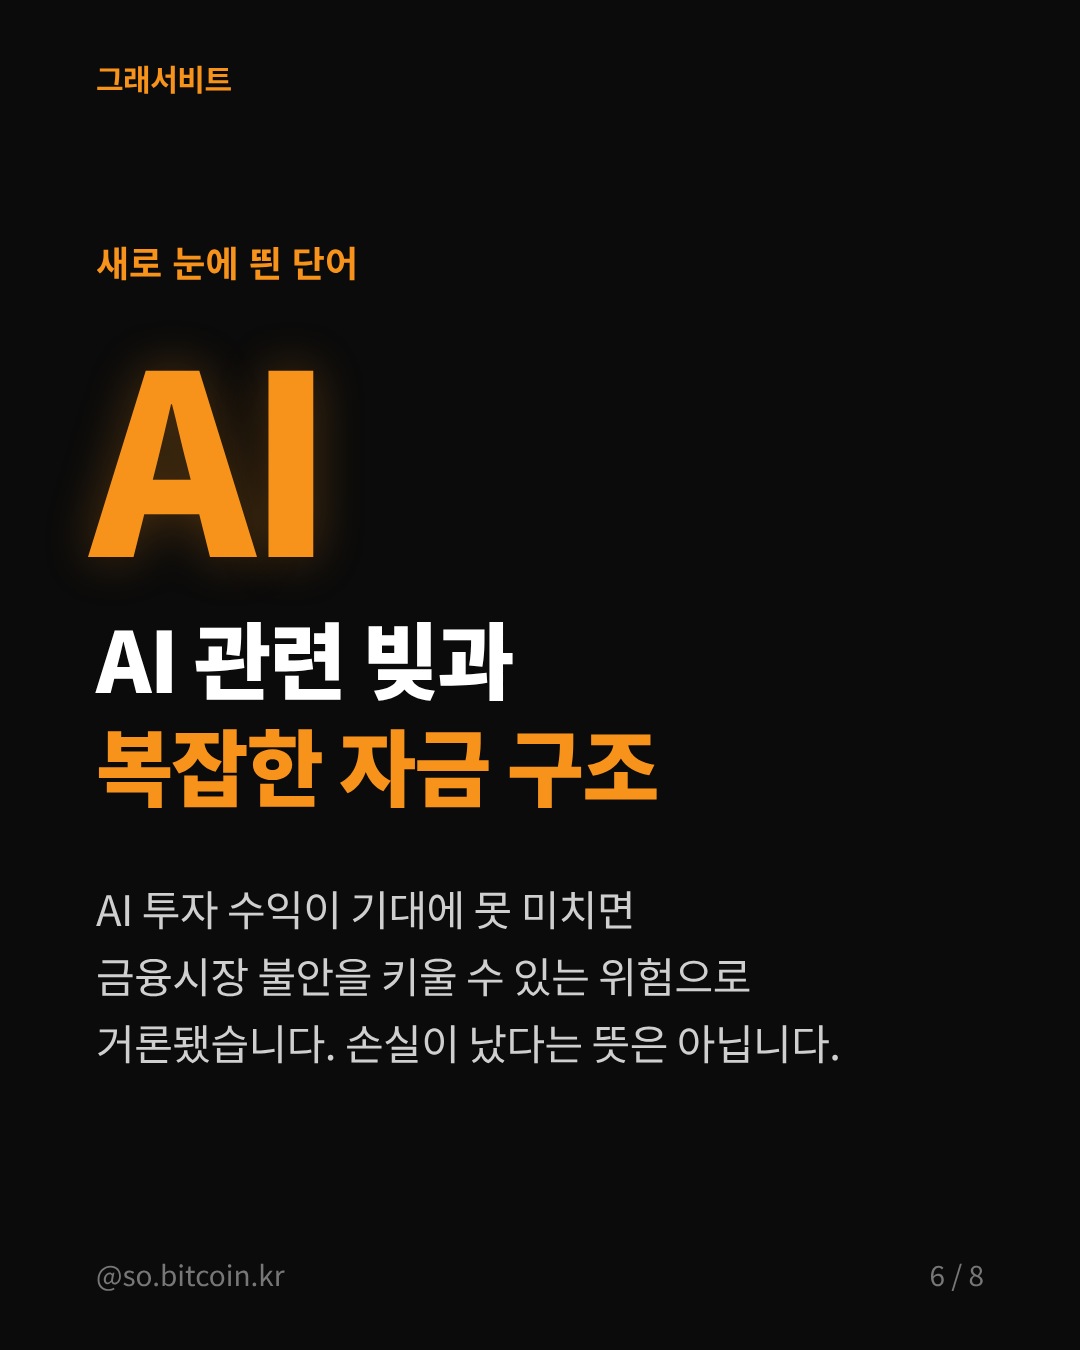 그래서비트
새로 눈에 띈 단어
AI
AI 관련 빚과
복잡한 자금 구조
AI 투자 수익이 기대에 못 미치면
금융시장 불안을 키울 수 있는 위험으로
거론됐습니다. 손실이 났다는 뜻은 아닙니다.
@so.bitcoin.kr
6 / 8